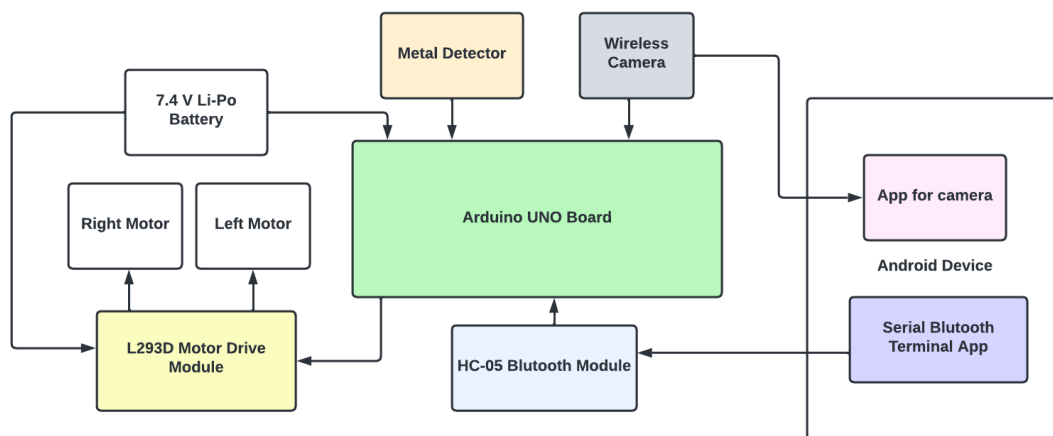 Metal Detector
Wireless
Camera
7.4 V Li-Po
Battery
Right Motor
Left Motor
Arduino UNO Board
App for camera
Android Device
L293D Motor Drive
Module
HC-05 Blutooth Module
Serial Blutooth
Terminal App